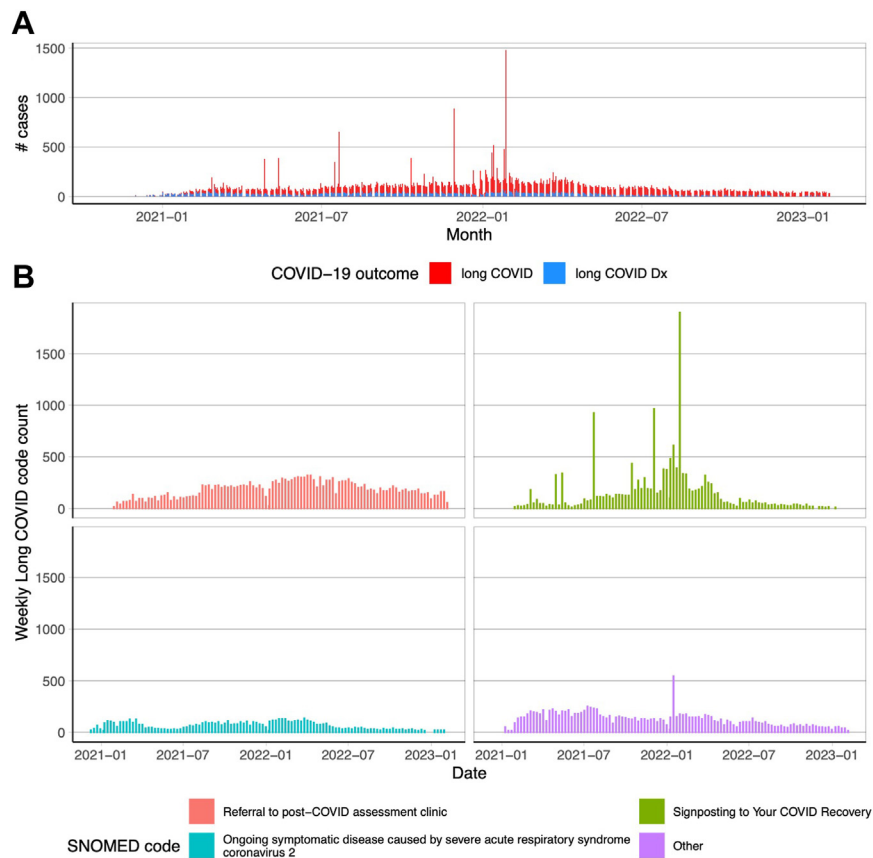 A
1500
1000
500
0
# cases
2021−01
2021−07
2022−01
2022−07
2023−01
Month
COVID−19 outcome
long COVID
long COVID Dx
B
1500
1000
500
0
1500
1000
500
0
Weekly Long COVID code count
2021−01
2021−07
2022−01
2022−07
2023−01
2021−01
2021−07
2022−01
2022−07
2023−01
Date
SNOMED code
Referral to post−COVID assessment clinic
Ongoing symptomatic disease caused by severe acute respiratory syndrome
coronavirus 2
Signposting to Your COVID Recovery
Other